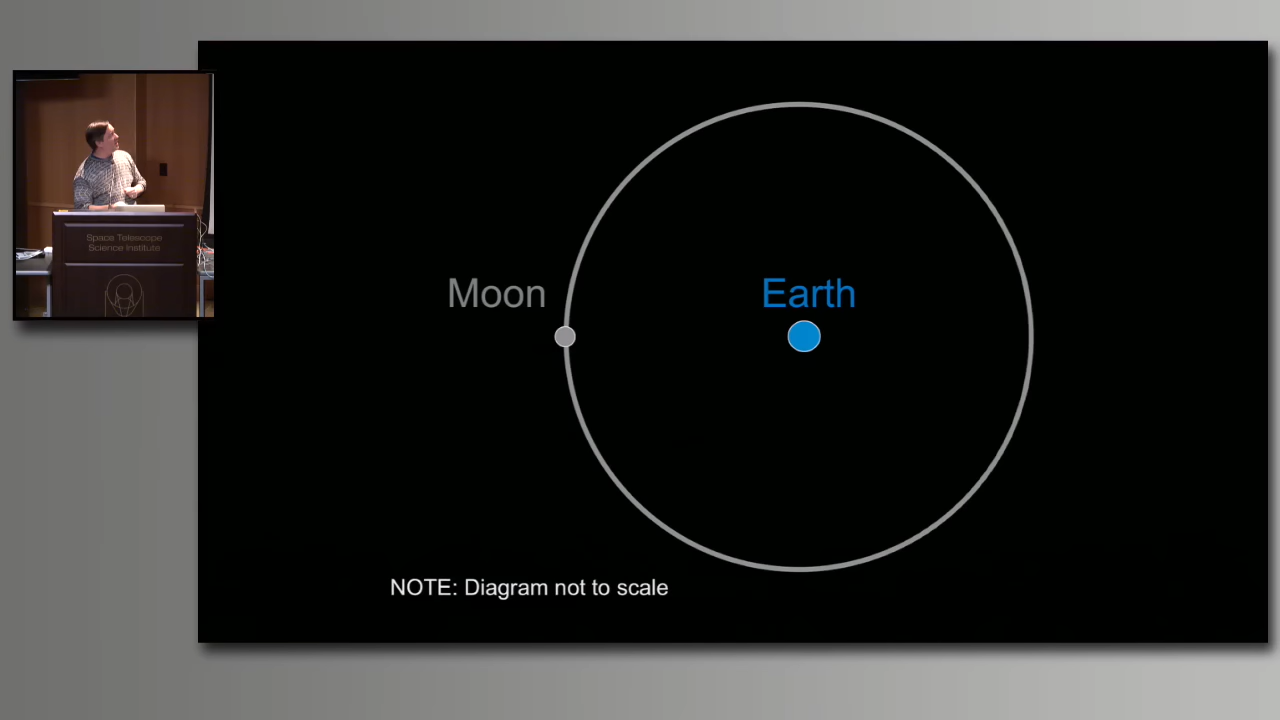 Space Telescope
Science Institute
Moon
Earth
NOTE: Diagram not to scale